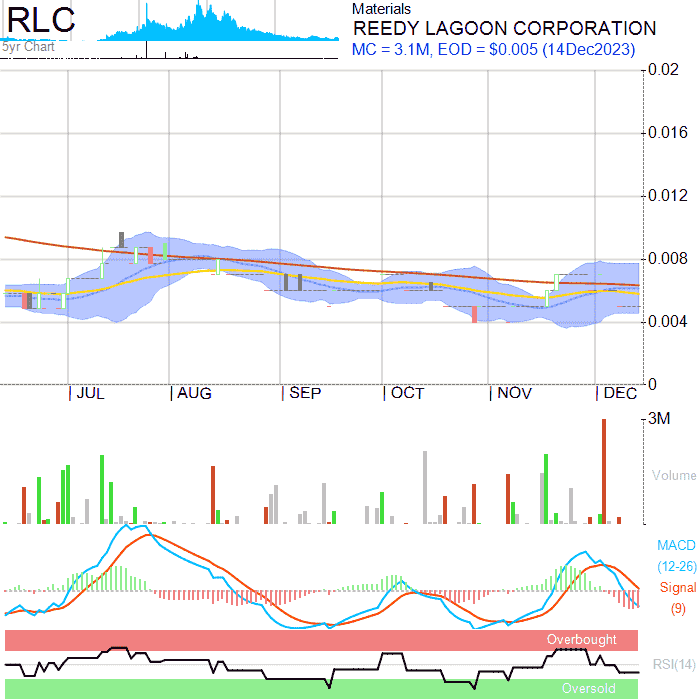 RLC
5yr Chart
Materials
REEDY LAGOON CORPORATION
MC = 3.1M, EOD = $0.005 (14Dec2023)
0.02
0.016
0.012
0.008
0.004
0
JUL AUG SEP OCT NOV DEC
3M
Volume
MACD
(12-26)
Signal
(9)
Overbought
RSI(14)
Oversold